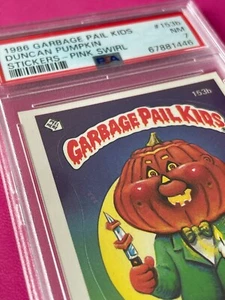 1986 GARBAGE PAIL KIDS #153b
DUNCAN PUMPKIN NM
STICKERS - PINK SWIRL 7
PSA 67881446
153b
GARBAGE PAIL KIDS